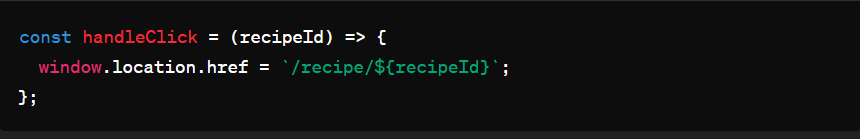 const handleClick = (recipeId) => {
  window.location.href = `/recipe/${recipeId}`;
};